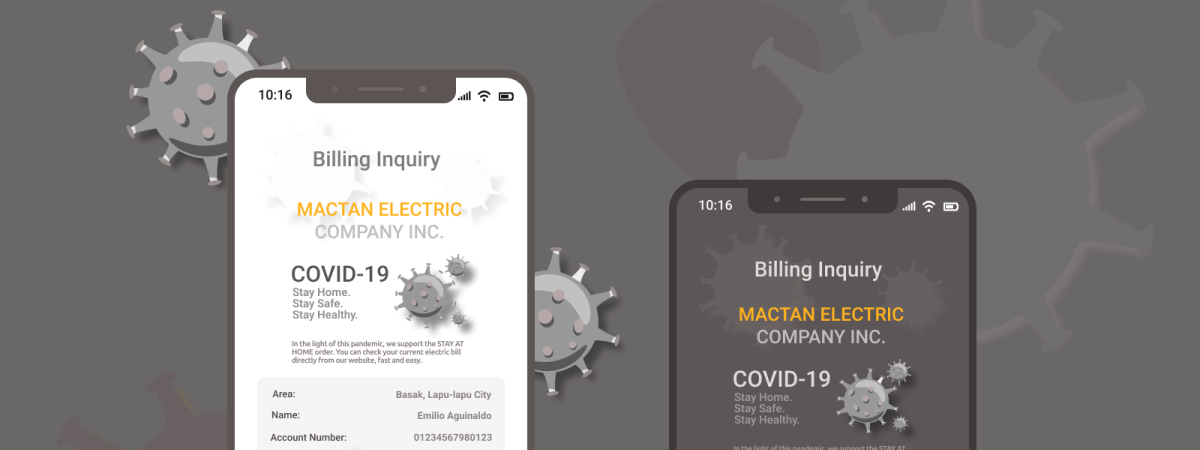 10:16
Billing Inquiry
MACTAN ELECTRIC
COMPANY INC.
COVID-19
Stay Home.
Stay Safe.
Stay Healthy.
In the light of this pandemic, we support the STAY AT
HOME order. You can check your current electric bill
directly from our website, fast and easy.
Area: Basak, Lapu-lapu City
Name: Emilio Aguinaldo
Account Number: 01234567980123
10:16
Billing Inquiry
MACTAN ELECTRIC
COMPANY INC.
COVID-19
Stay Home.
Stay Safe.
Stay Healthy.
In the light of this pandemic, we support the STAY AT